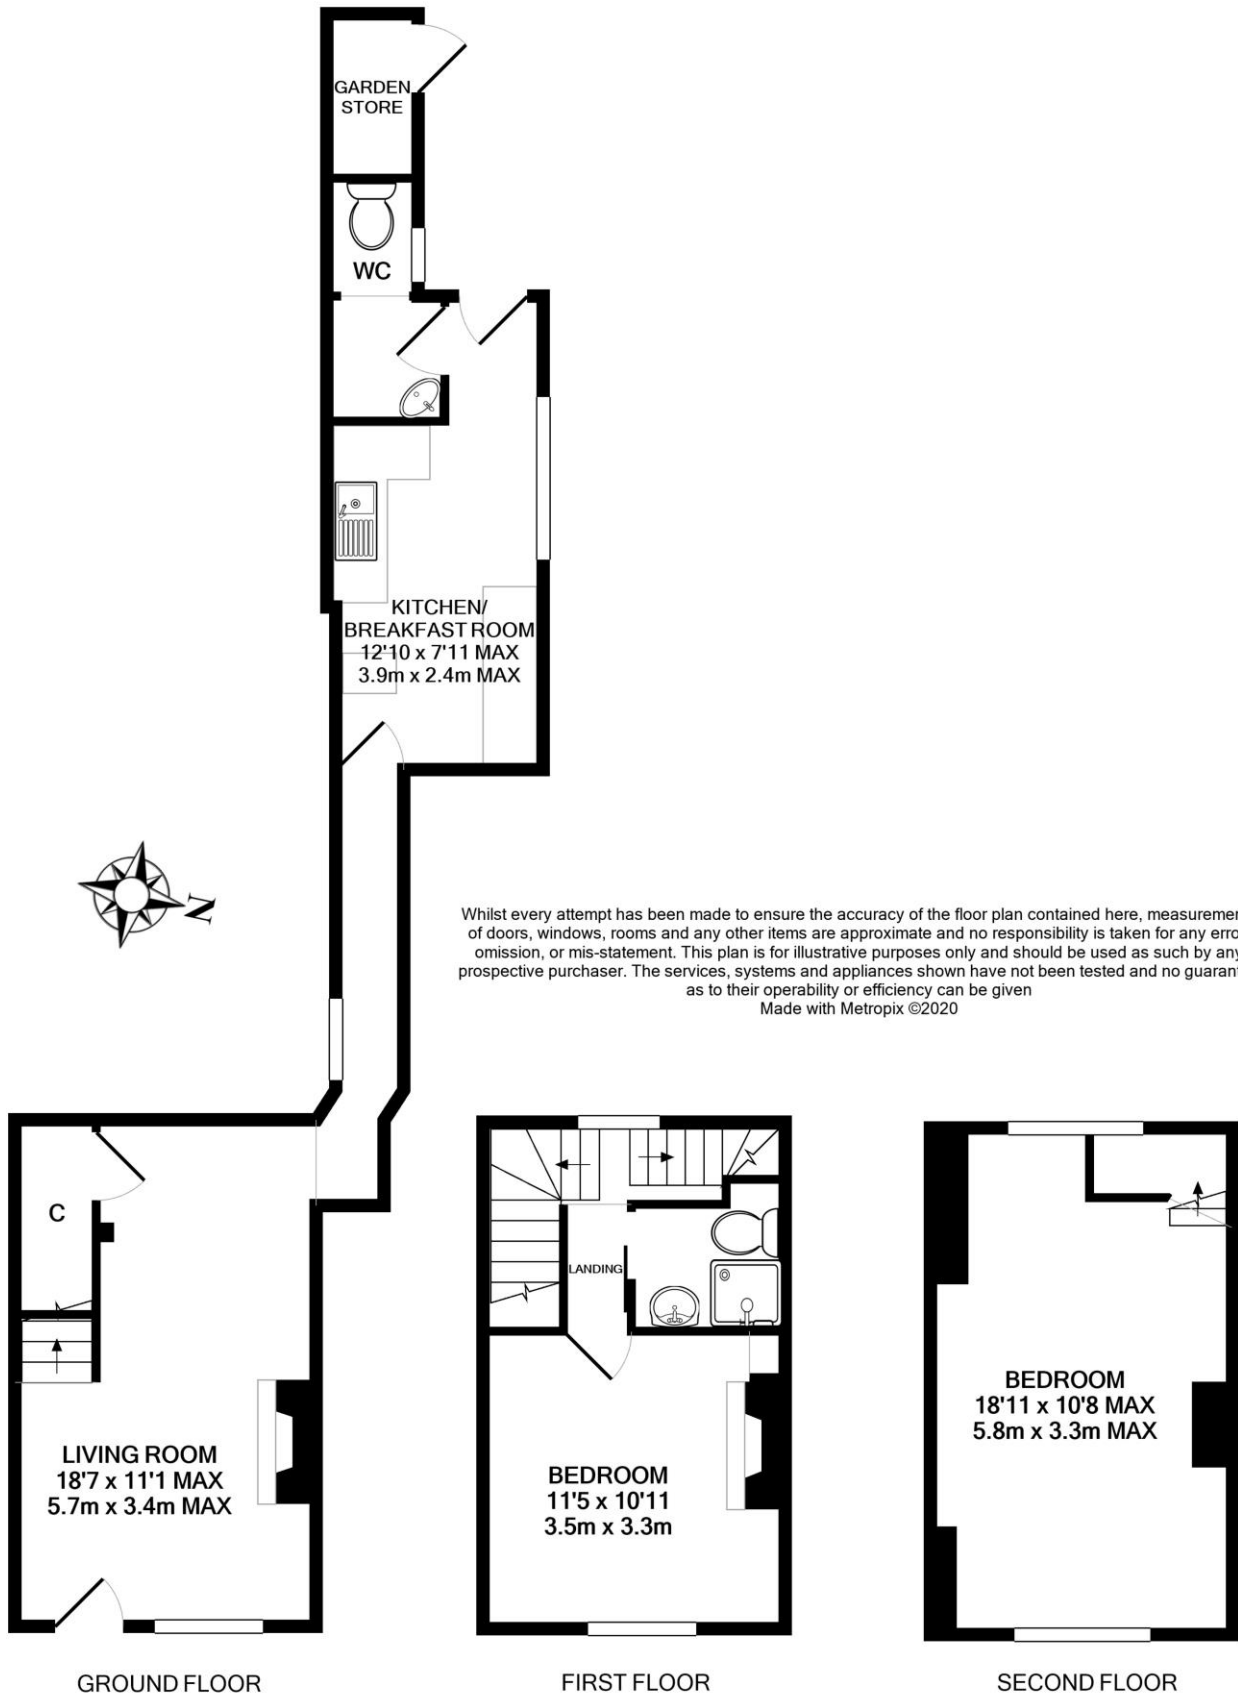 GARDEN
STORE
WC
KITCHEN/
BREAKFAST ROOM
12'10 x 7'11 MAX
3.9m x 2.4m MAX
N
Whilst every attempt has been made to ensure the accuracy of the floor plan contained here,
of doors, windows, rooms and any other items are approximate and no responsibility is taken for any
omission, or mis-statement. This plan is for illustrative purposes only and should be used as such by any
prospective purchaser. The services, systems and appliances shown have not been tested and no
as to their operability or efficiency can be given
Made with Metropix ©2020
C
LIVING ROOM
18'7 x 11'1 MAX
5.7m x 3.4m MAX
GROUND FLOOR
LANDING
BEDROOM
11'5 x 10'11
3.5m x 3.3m
FIRST FLOOR
BEDROOM
18'11 x 10'8 MAX
5.8m x 3.3m MAX
SECOND FLOOR